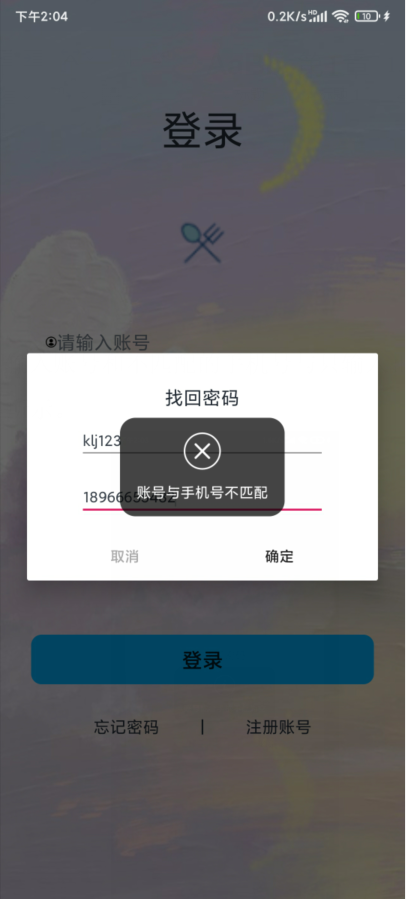 下午2:04
0.2K/s
HD
10
登录
请输入账号
找回密码
klj123
账号与手机号不匹配
取消
确定
登录
忘记密码 | 注册账号